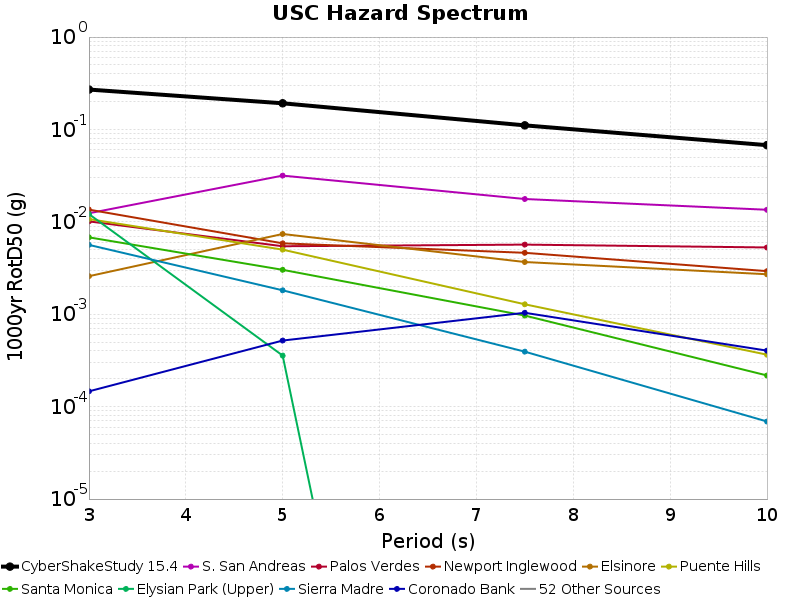 USC Hazard Spectrum
1000yr RotD50 (g)
10^0
10^-1
10^-2
10^-3
10^-4
10^-5
3 4 5 6 7 8 9 10
Period (s)
CyberShakeStudy 15.4 S. San Andreas Palos Verdes Newport Inglewood Elsinore Puente Hills
Santa Monica Elysian Park (Upper) Sierra Madre Coronado Bank 52 Other Sources